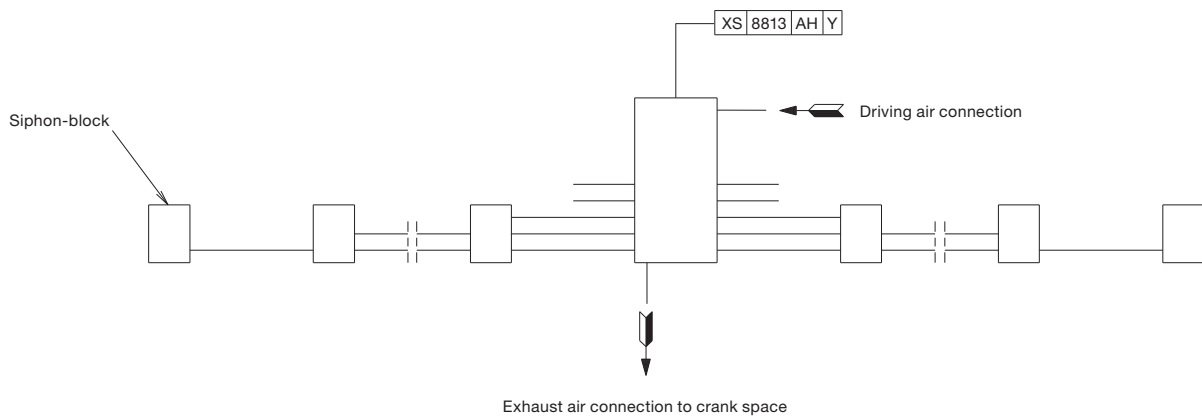 XS 8813 AH Y
Driving air connection
Siphon-block
Exhaust air connection to crank space